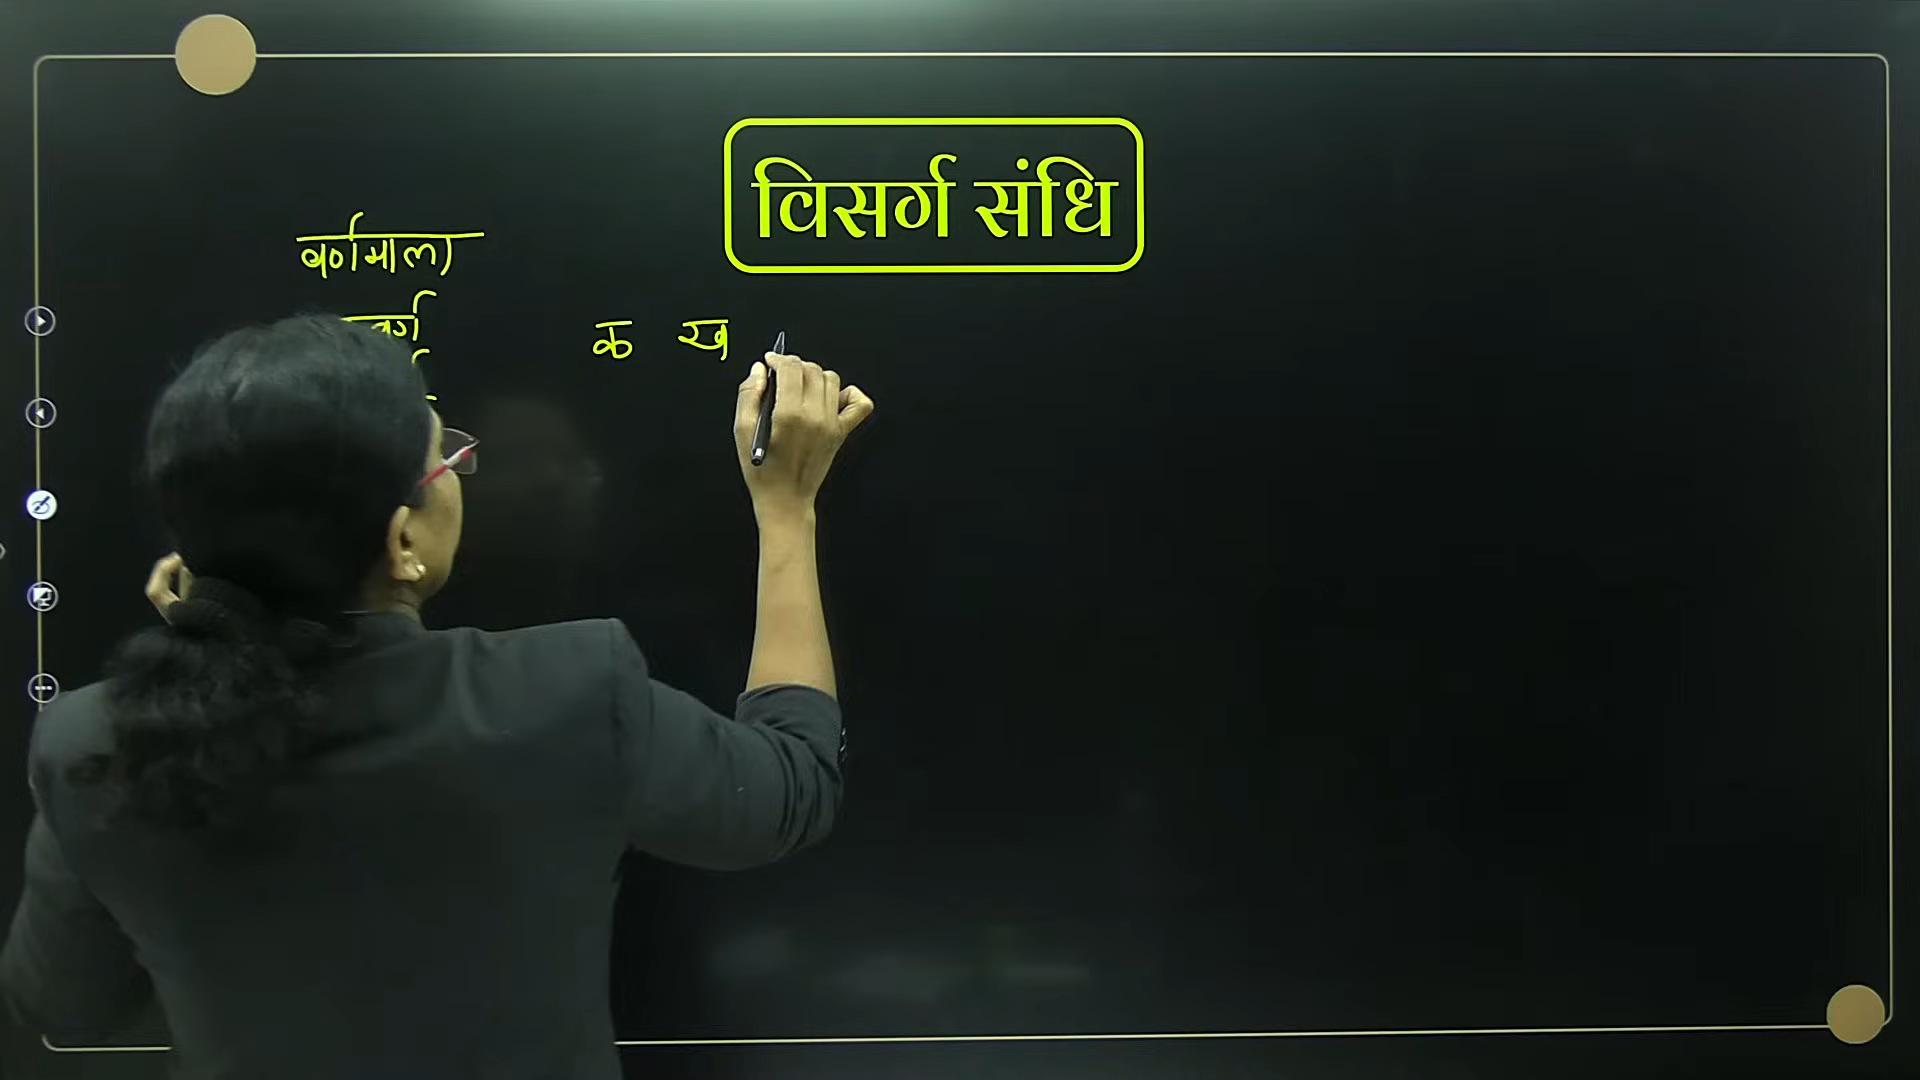 विसर्ग संधि
वर्णमाला
क ख